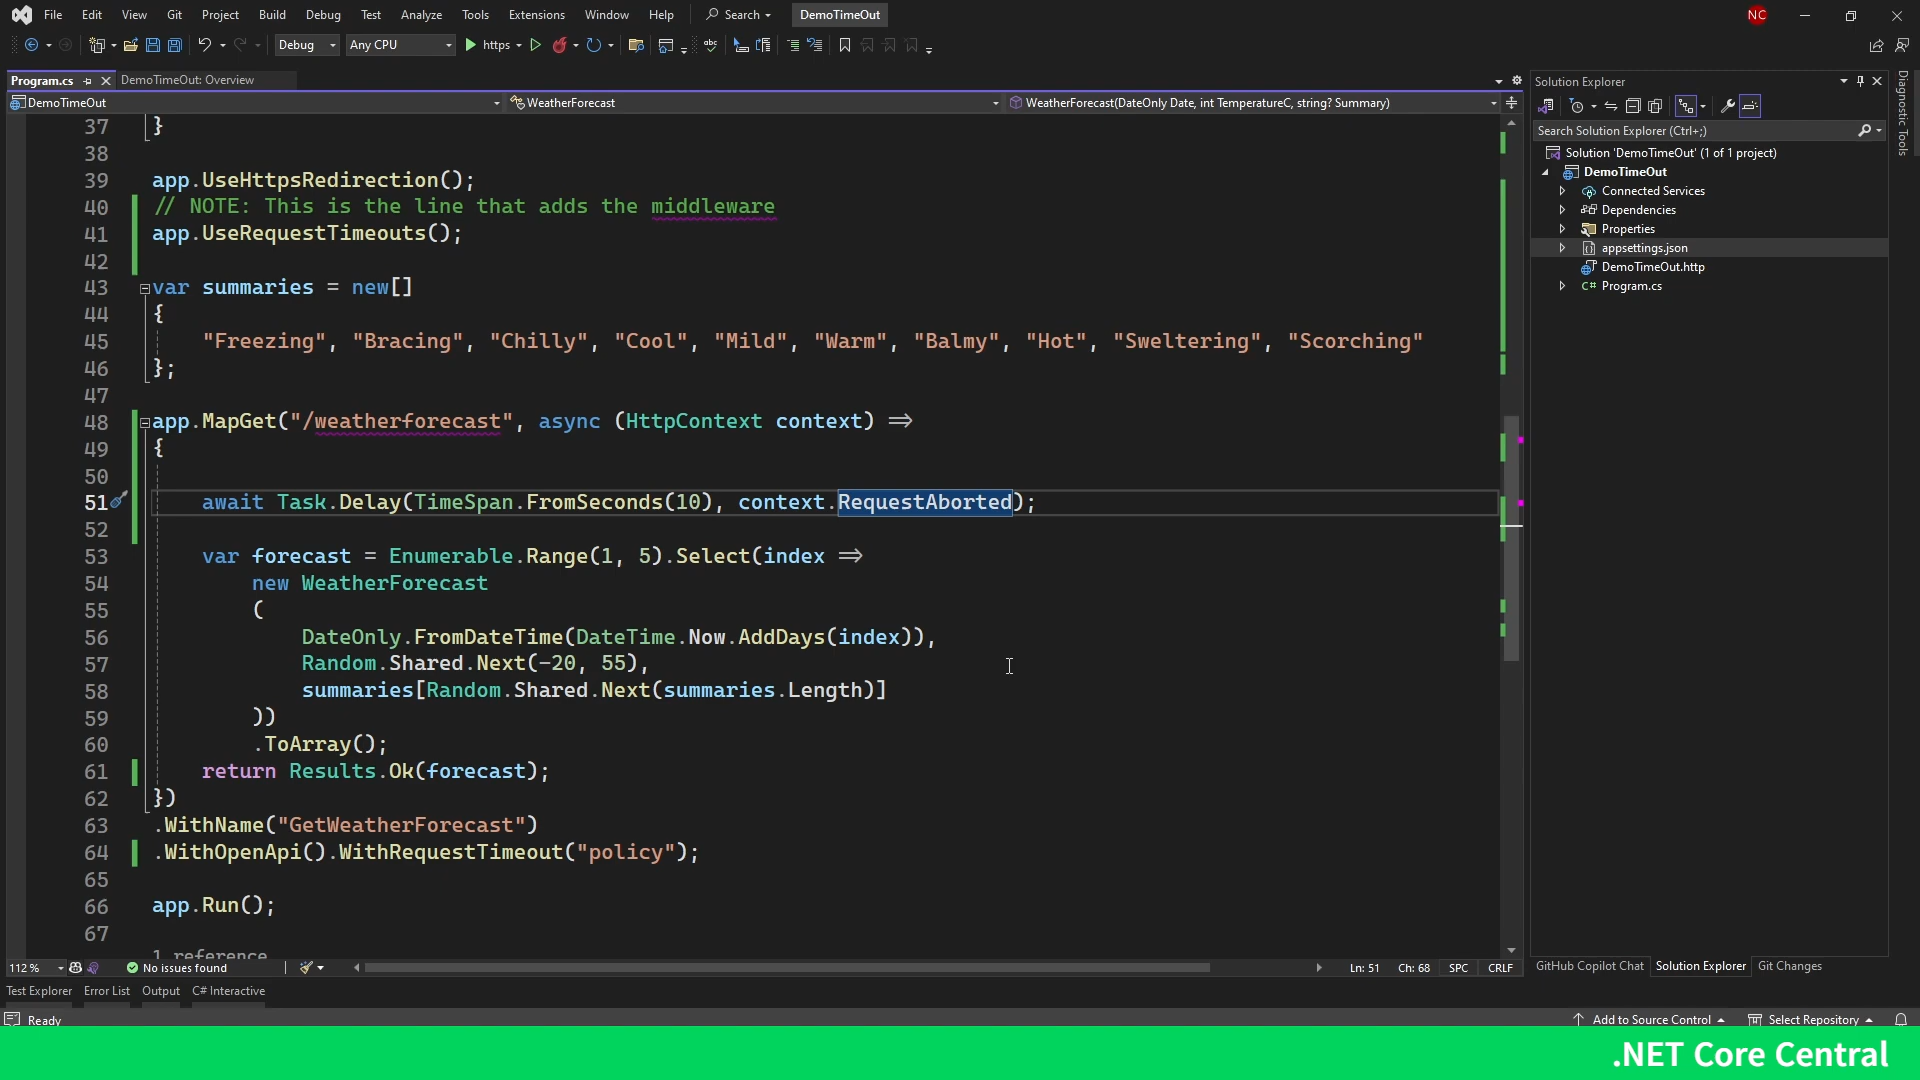 File Edit View Git Project Build Debug Test Analyze Tools Extensions Window Help Search DemoTimeOut NC
Debug Any CPU https
Program.cs DemoTimeOut: Overview
DemoTimeOut WeatherForecast WeatherForecast(DateOnly Date, int TemperatureC, string? Summary)
37 }
38
39 app.UseHttpsRedirection();
40 // NOTE: This is the line that adds the middleware
41 app.UseRequestTimeouts();
42
43 var summaries = new[]
44 {
45 "Freezing", "Bracing", "Chilly", "Cool", "Mild", "Warm", "Balmy", "Hot", "Sweltering", "Scorching"
46 };
47
48 app.MapGet("/weatherforecast", async (HttpContext context) =>
49 {
50
51 await Task.Delay(TimeSpan.FromSeconds(10), context.RequestAborted);
52
53 var forecast = Enumerable.Range(1, 5).Select(index =>
54 new WeatherForecast
55 (
56 DateOnly.FromDateTime(DateTime.Now.AddDays(index)),
57 Random.Shared.Next(-20, 55),
58 summaries[Random.Shared.Next(summaries.Length)]
59 ))
60 .ToArray();
61 return Results.Ok(forecast);
62 })
63 .WithName("GetWeatherForecast")
64 .WithOpenApi().WithRequestTimeout("policy");
65
66 app.Run();
67
1 reference
112 % No issues found Ln: 51 Ch: 68 SPC CRLF
Test Explorer Error List Output C# Interactive
Solution Explorer
Search Solution Explorer (Ctrl+;)
Solution 'DemoTimeOut' (1 of 1 project)
DemoTimeOut
Connected Services
Dependencies
Properties
appsettings.json
DemoTimeOut.http
C# Program.cs
GitHub Copilot Chat Solution Explorer Git Changes
Diagnostic Tools
Ready Add to Source Control Select Repository
.NET Core Central